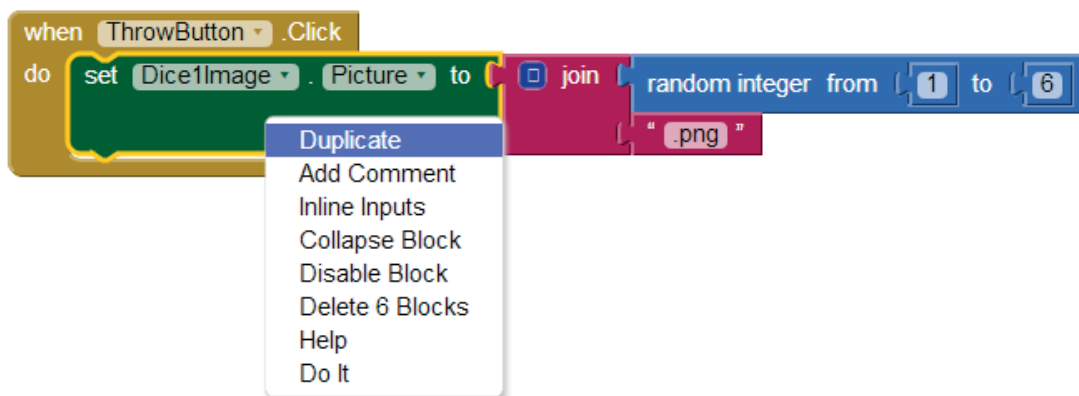 when ThrowButton .Click
do set Dice1Image . Picture to join random integer from 1 to 6
" .png "
Duplicate
Add Comment
Inline Inputs
Collapse Block
Disable Block
Delete 6 Blocks
Help
Do It